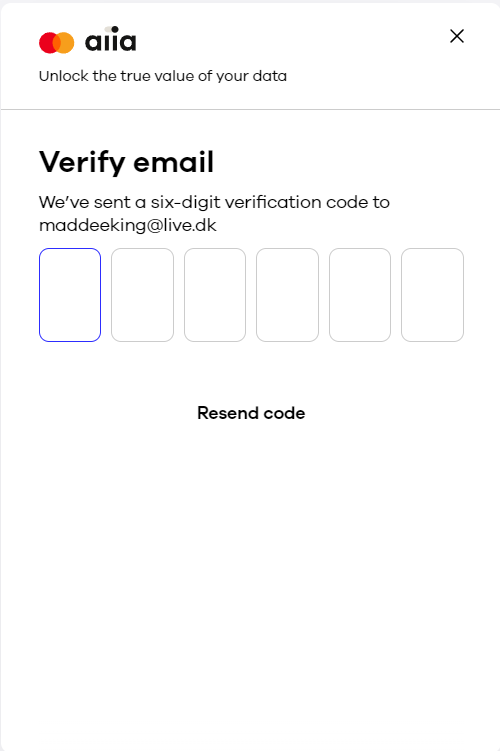 aiia
Unlock the true value of your data
Verify email
We’ve sent a six-digit verification code to
maddeeking@live.dk
Resend code